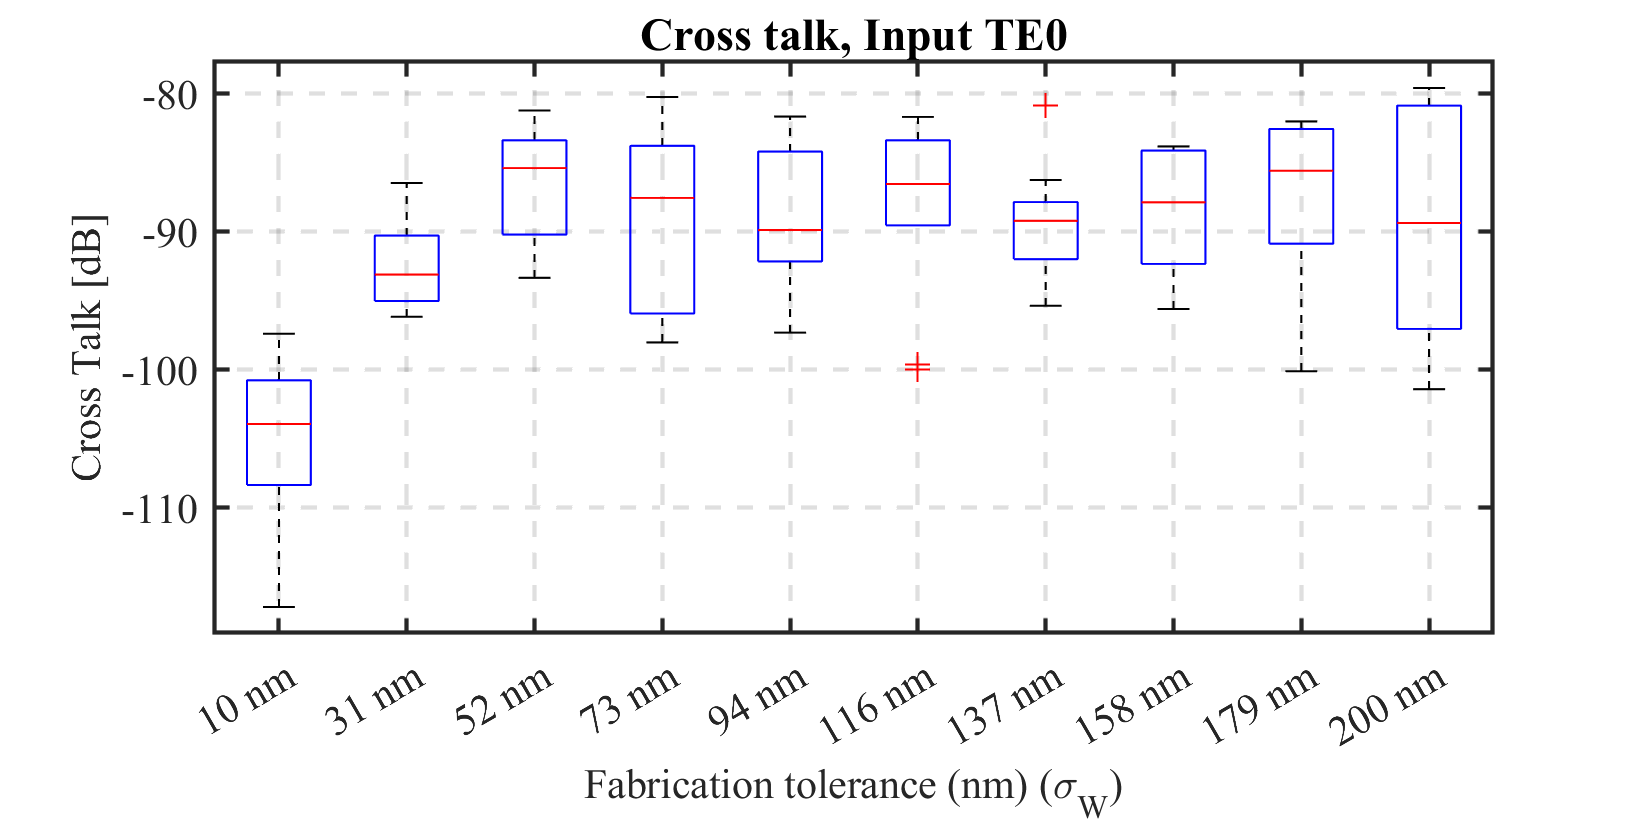 Cross talk, Input TE0
Cross Talk [dB]
-80
-90
-100
-110
10 nm
31 nm
52 nm
73 nm
94 nm
116 nm
137 nm
158 nm
179 nm
200 nm
Fabrication tolerance (nm) (σ_W)